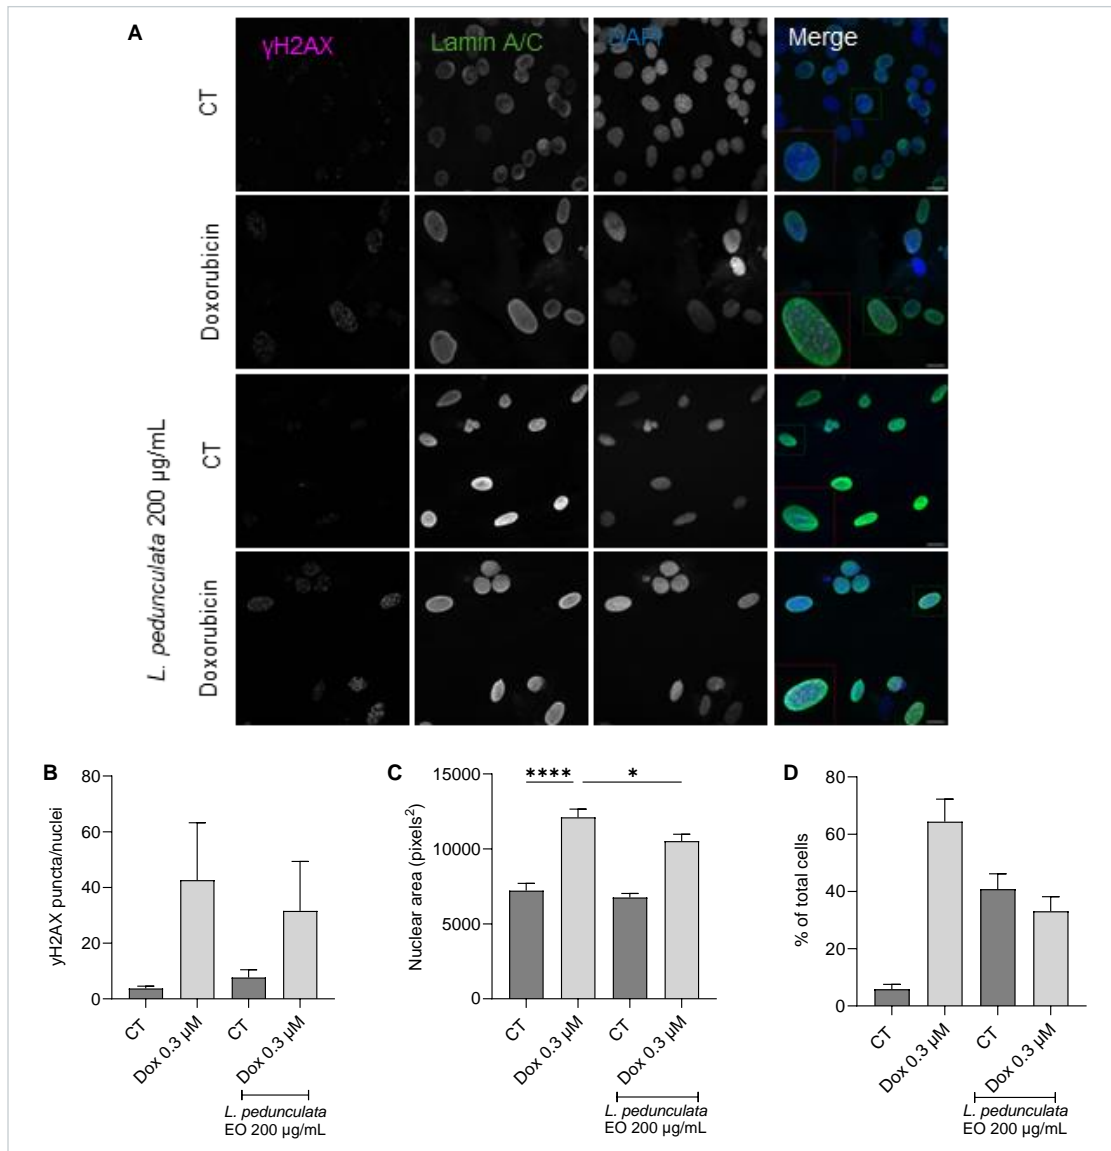 A
γH2AX
Lamin A/C
DAPI
Merge
CT
Doxorubicin
L. pedunculata 200 µg/mL
CT
Doxorubicin
B
γH2AX puncta/nuclei
80
60
40
20
0
CT
Dox 0.3 µM
CT
Dox 0.3 µM
L. pedunculata
EO 200 µg/mL
C
Nuclear area (pixels²)
15000
10000
5000
0
****
*
CT
Dox 0.3 µM
CT
Dox 0.3 µM
L. pedunculata
EO 200 µg/mL
D
% of total cells
80
60
40
20
0
CT
Dox 0.3 µM
CT
Dox 0.3 µM
L. pedunculata
EO 200 µg/mL